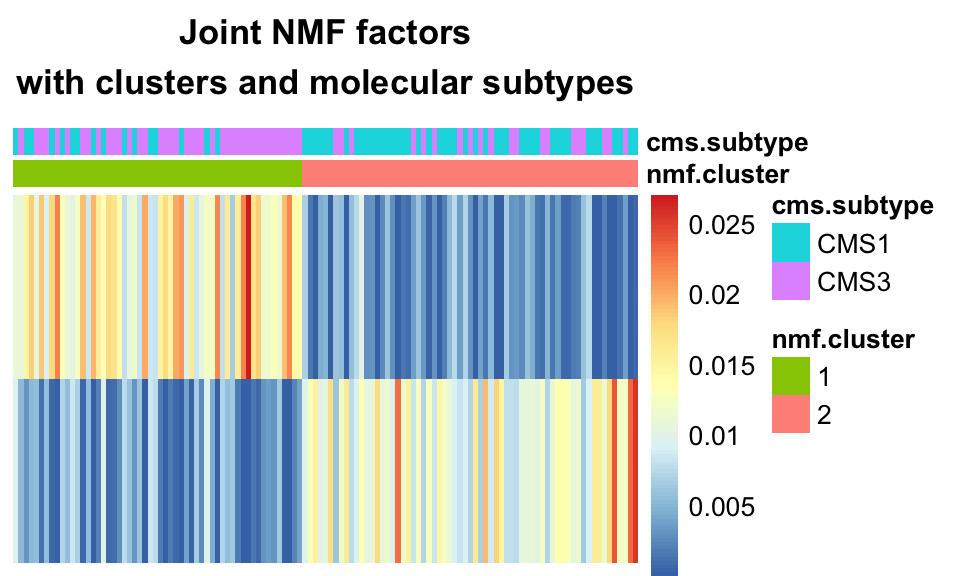 Joint NMF factors
with clusters and molecular subtypes
cms.subtype
nmf.cluster
0.025
0.02
0.015
0.01
0.005
cms.subtype
CMS1
CMS3
nmf.cluster
1
2